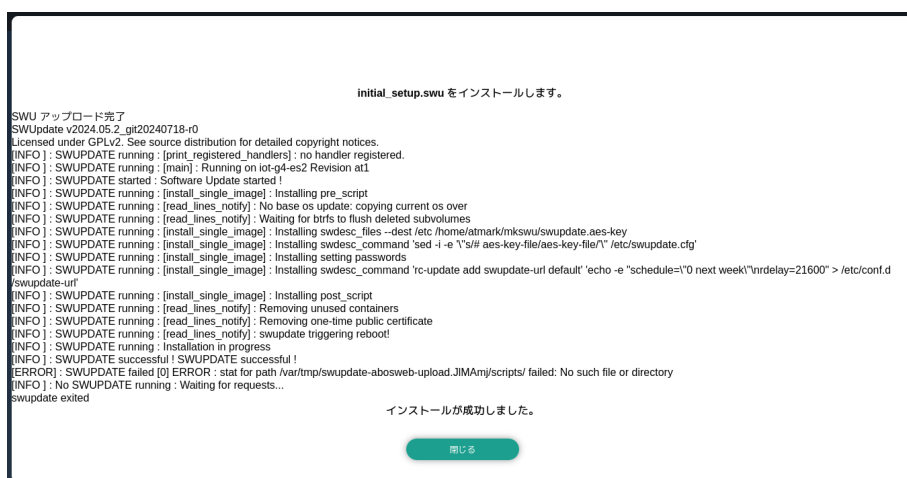 initial_setup.swu をインストールします。
SWU アップロード完了
SWUpdate v2024.05.2_git20240718-r0
Licensed under GPLv2. See source distribution for detailed copyright notices.
[INFO ] : SWUPDATE running : [print_registered_handlers] : no handler registered.
[INFO ] : SWUPDATE running : [main] : Running on iot-g4-es2 Revision at1
[INFO ] : SWUPDATE started : Software Update started !
[INFO ] : SWUPDATE running : [install_single_image] : Installing pre_script
[INFO ] : SWUPDATE running : [read_lines_notify] : No base os update: copying current os over
[INFO ] : SWUPDATE running : [read_lines_notify] : Waiting for btrfs to flush deleted subvolumes
[INFO ] : SWUPDATE running : [install_single_image] : Installing swdesc_files --dest /etc /home/atmark/mkswu/swupdate.aes-key
[INFO ] : SWUPDATE running : [install_single_image] : Installing swdesc_command 'sed -i -e '\"s/# aes-key-file/aes-key-file/'\" /etc/swupdate.cfg'
[INFO ] : SWUPDATE running : [install_single_image] : Installing setting passwords
[INFO ] : SWUPDATE running : [install_single_image] : Installing swdesc_command 'rc-update add swupdate-url default' 'echo -e "schedule=\"0 next week\"\nrdelay=21600" > /etc/conf.d
/swupdate-url'
[INFO ] : SWUPDATE running : [install_single_image] : Installing post_script
[INFO ] : SWUPDATE running : [read_lines_notify] : Removing unused containers
[INFO ] : SWUPDATE running : [read_lines_notify] : Removing one-time public certificate
[INFO ] : SWUPDATE running : [read_lines_notify] : swupdate triggering reboot!
[INFO ] : SWUPDATE running : Installation in progress
[INFO ] : SWUPDATE successful ! SWUPDATE successful !
[ERROR] : SWUPDATE failed [0] ERROR : stat for path /var/tmp/swupdate-abosweb-upload.JlMAmj/scripts/ failed: No such file or directory
[INFO ] : No SWUPDATE running : Waiting for requests...
swupdate exited
インストールが成功しました。
閉じる